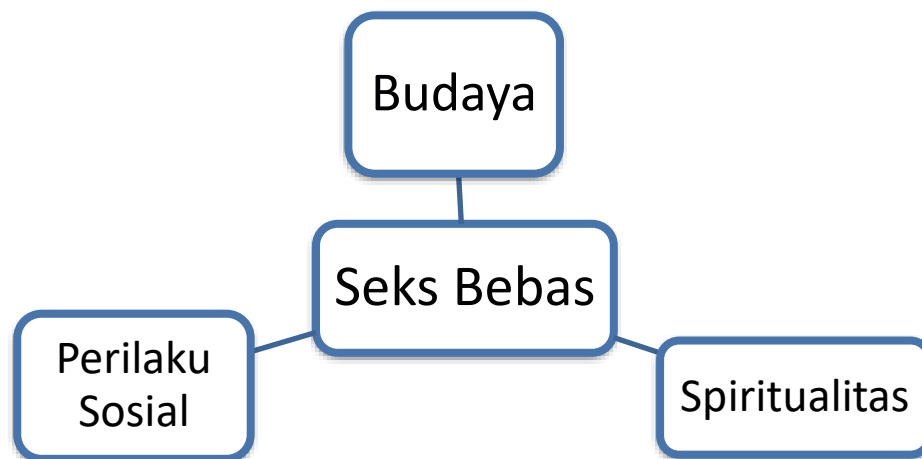 Budaya
Seks Bebas
Perilaku
Sosial
Spiritualitas